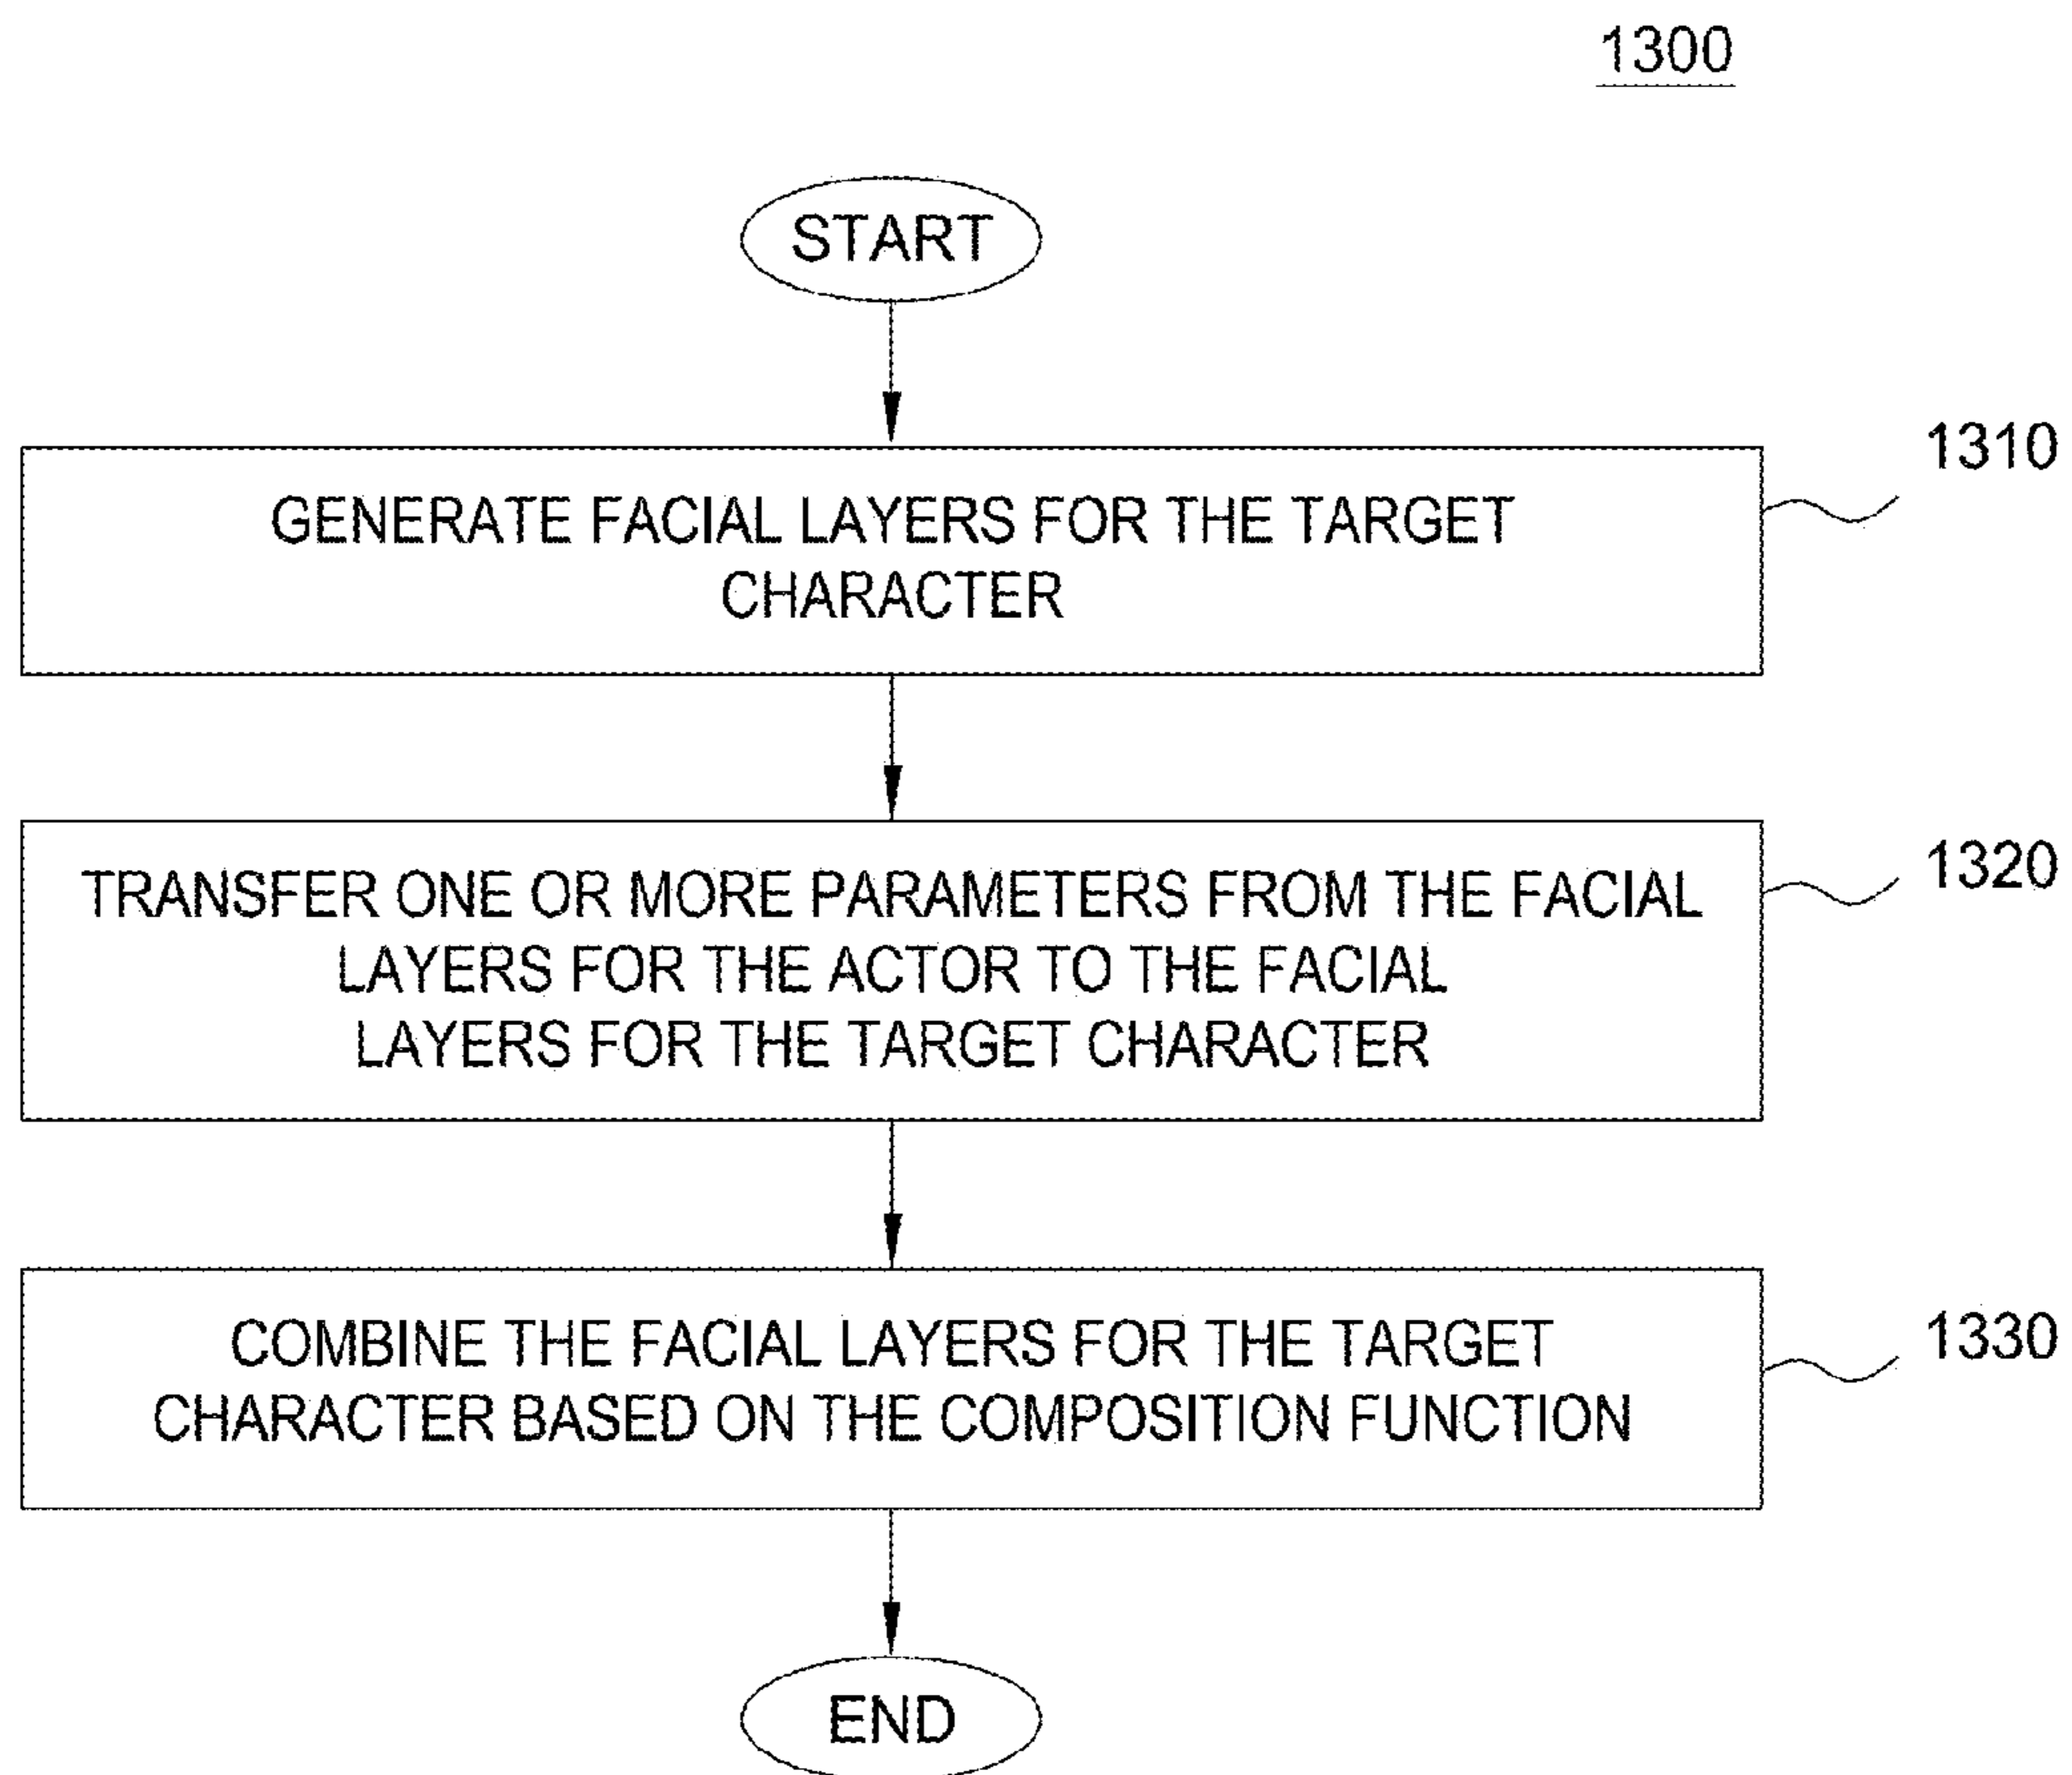 1300
START
1310
GENERATE FACIAL LAYERS FOR THE TARGET
CHARACTER
1320
TRANSFER ONE OR MORE PARAMETERS FROM THE FACIAL
LAYERS FOR THE ACTOR TO THE FACIAL
LAYERS FOR THE TARGET CHARACTER
1330
COMBINE THE FACIAL LAYERS FOR THE TARGET
CHARACTER BASED ON THE COMPOSITION FUNCTION
END